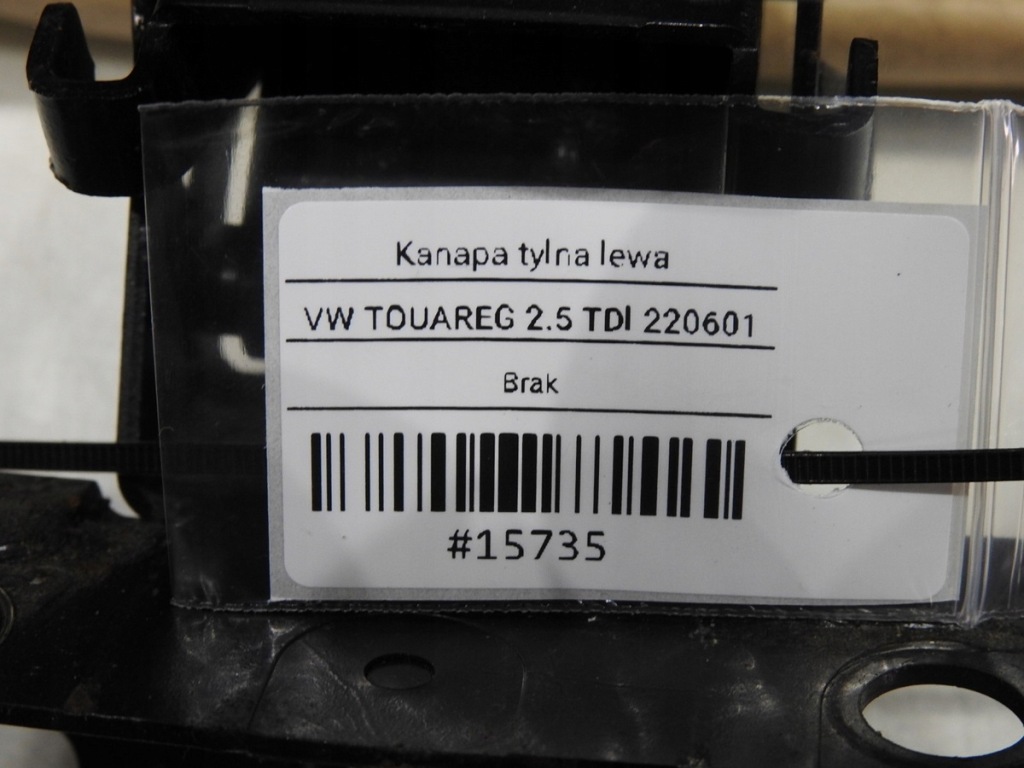 Kanapa tylna lewa
VW TOUAREG 2.5 TDI 220601
Brak
#15735